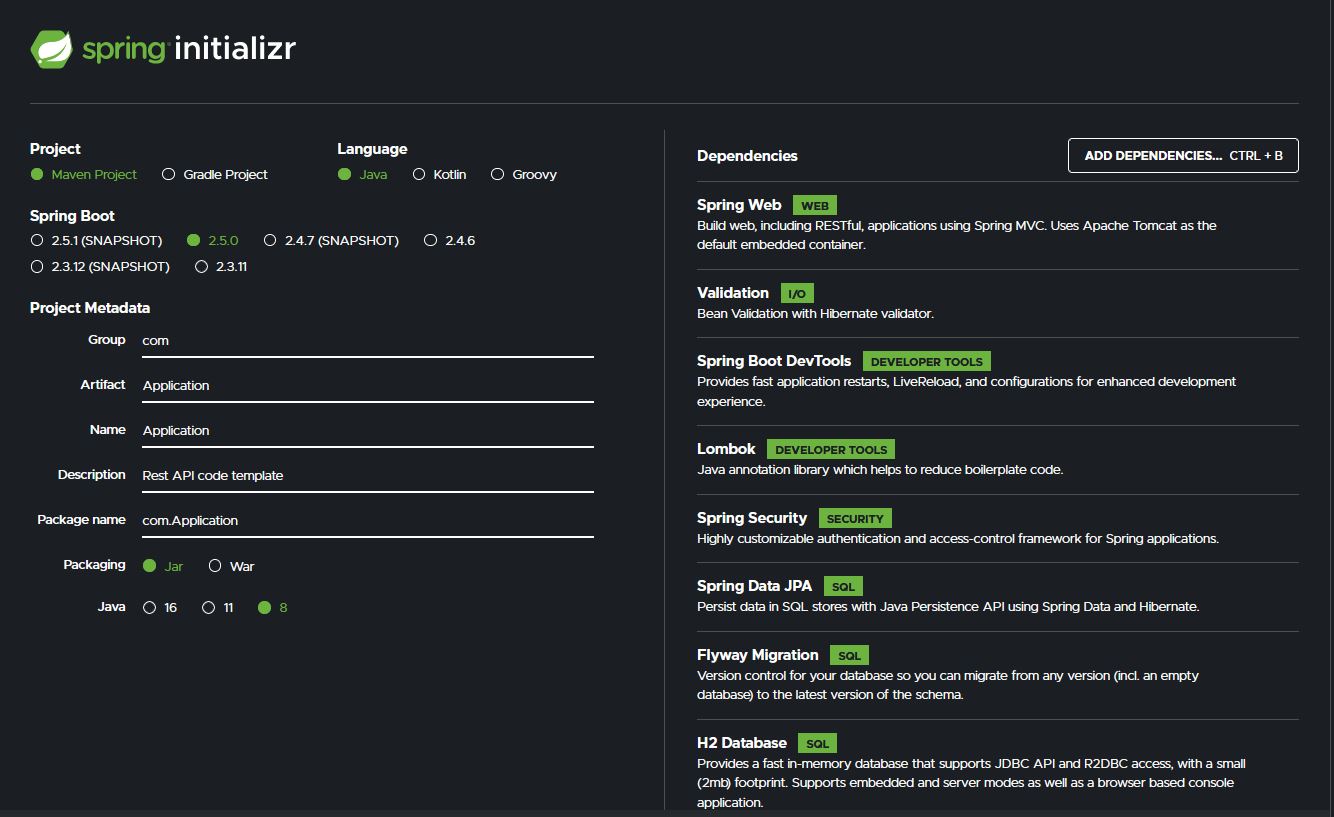 spring initializr
Project
Maven Project Gradle Project
Language
Java Kotlin Groovy
Spring Boot
2.5.1 (SNAPSHOT) 2.5.0 2.4.7 (SNAPSHOT) 2.4.6
2.3.12 (SNAPSHOT) 2.3.11
Project Metadata
Group com
Artifact Application
Name Application
Description Rest API code template
Package name com.Application
Packaging Jar War
Java 16 11 8
Dependencies
ADD DEPENDENCIES... CTRL + B
Spring Web WEB
Build web, including RESTful, applications using Spring MVC. Uses Apache Tomcat as the
default embedded container.
Validation I/O
Bean Validation with Hibernate validator.
Spring Boot DevTools DEVELOPER TOOLS
Provides fast application restarts, LiveReload, and configurations for enhanced development
experience.
Lombok DEVELOPER TOOLS
Java annotation library which helps to reduce boilerplate code.
Spring Security SECURITY
Highly customizable authentication and access-control framework for Spring applications.
Spring Data JPA SQL
Persist data in SQL stores with Java Persistence API using Spring Data and Hibernate.
Flyway Migration SQL
Version control for your database so you can migrate from any version (incl. an empty
database) to the latest version of the schema.
H2 Database SQL
Provides a fast in-memory database that supports JDBC API and R2DBC access, with a small
(2mb) footprint. Supports embedded and server modes as well as a browser based console
application.